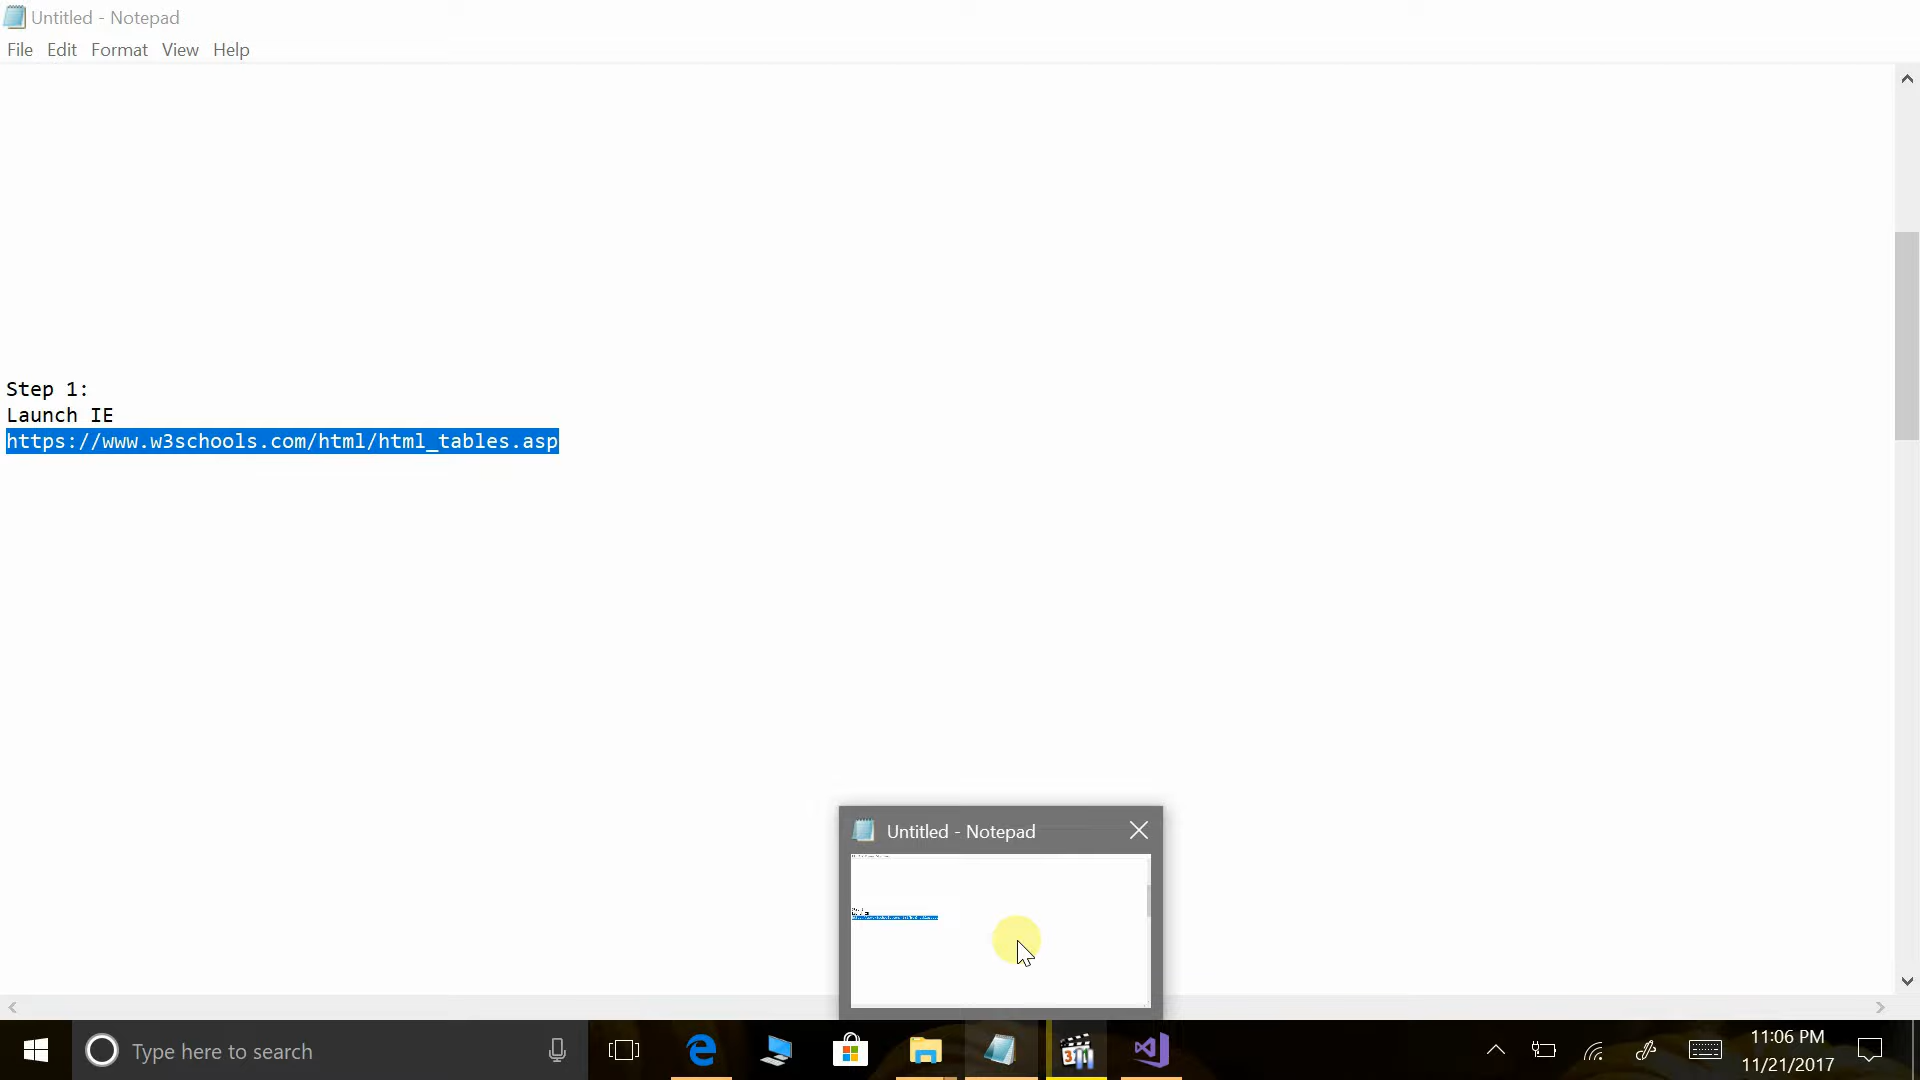 Untitled - Notepad
File Edit Format View Help
Step 1:
Launch IE
https://www.w3schools.com/html/html_tables.asp
Untitled - Notepad
Type here to search
11:06 PM
11/21/2017